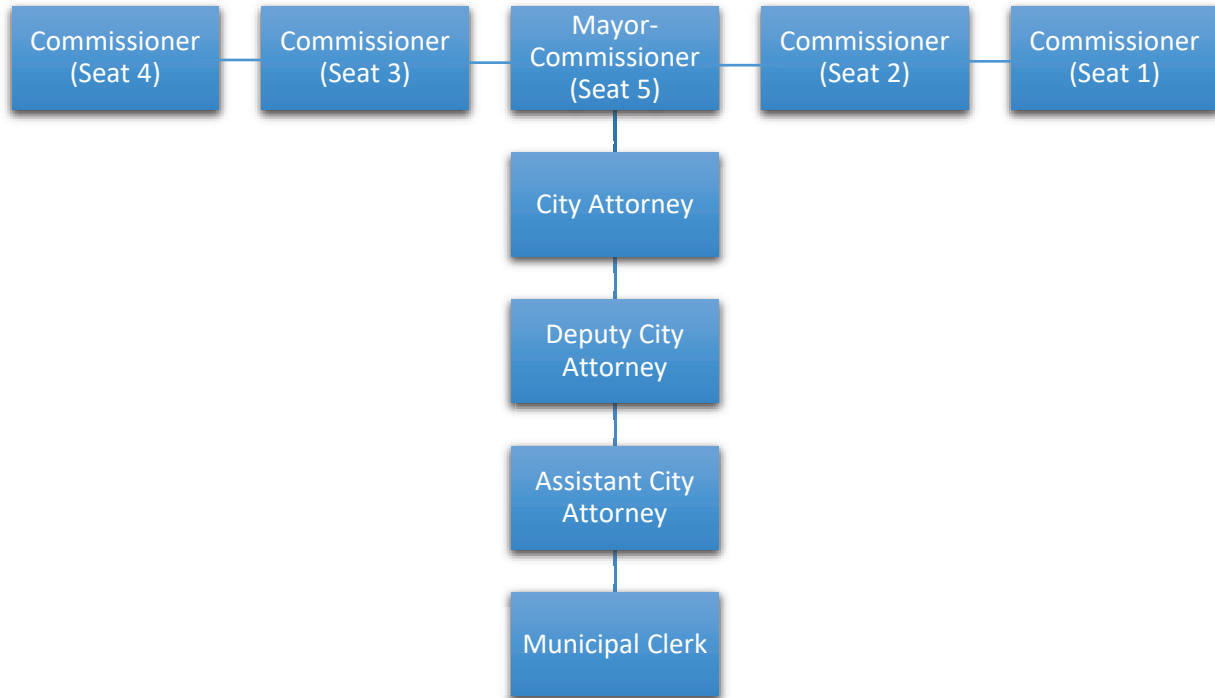 Commissioner
(Seat 4)
Commissioner
(Seat 3)
Mayor-
Commissioner
(Seat 5)
Commissioner
(Seat 2)
Commissioner
(Seat 1)
City Attorney
Deputy City
Attorney
Assistant City
Attorney
Municipal Clerk